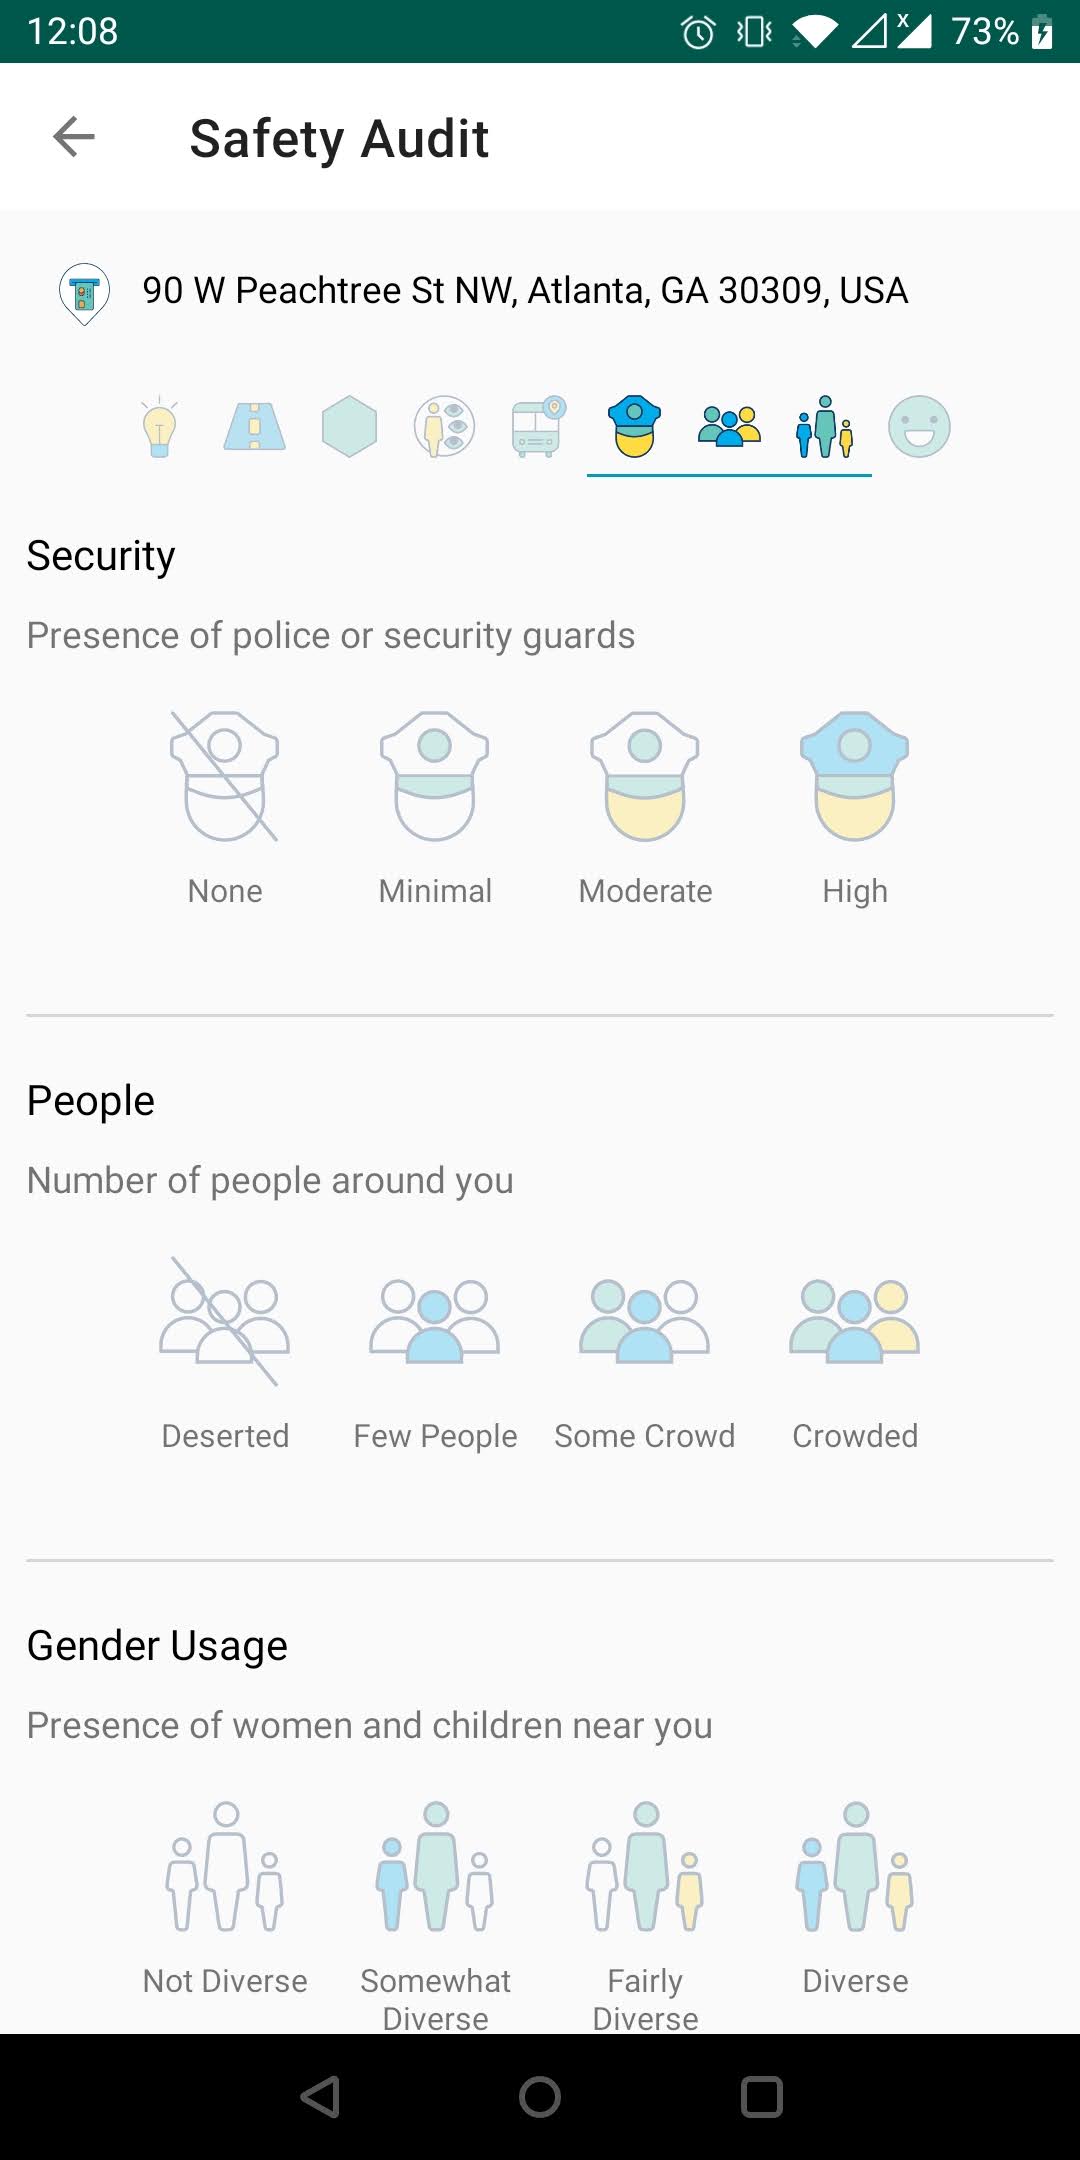 12:08
x
73%
Safety Audit
90 W Peachtree St NW, Atlanta, GA 30309, USA
Security
Presence of police or security guards
None
Minimal
Moderate
High
People
Number of people around you
Deserted
Few People
Some Crowd
Crowded
Gender Usage
Presence of women and children near you
Not Diverse
Somewhat
Diverse
Fairly
Diverse
Diverse